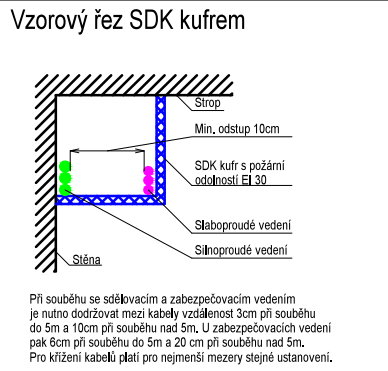 Vzorový řez SDK kufrem
Strop
Min. odstup 10cm
SDK kufr s požární
odolností EI 30
Slaboproudé vedení
Silnoproudé vedení
Stěna
Při souběhu se sdělovacím a zabezpečovacím vedením
je nutno dodržovat mezi kabely vzdálenost 3cm při souběhu
do 5m a 10cm při souběhu nad 5m. U zabezpečovacích vedení
pak 6cm při souběhu do 5m a 20 cm při souběhu nad 5m.
Pro křížení kabelů platí pro nejmenší mezery stejné ustanovení.